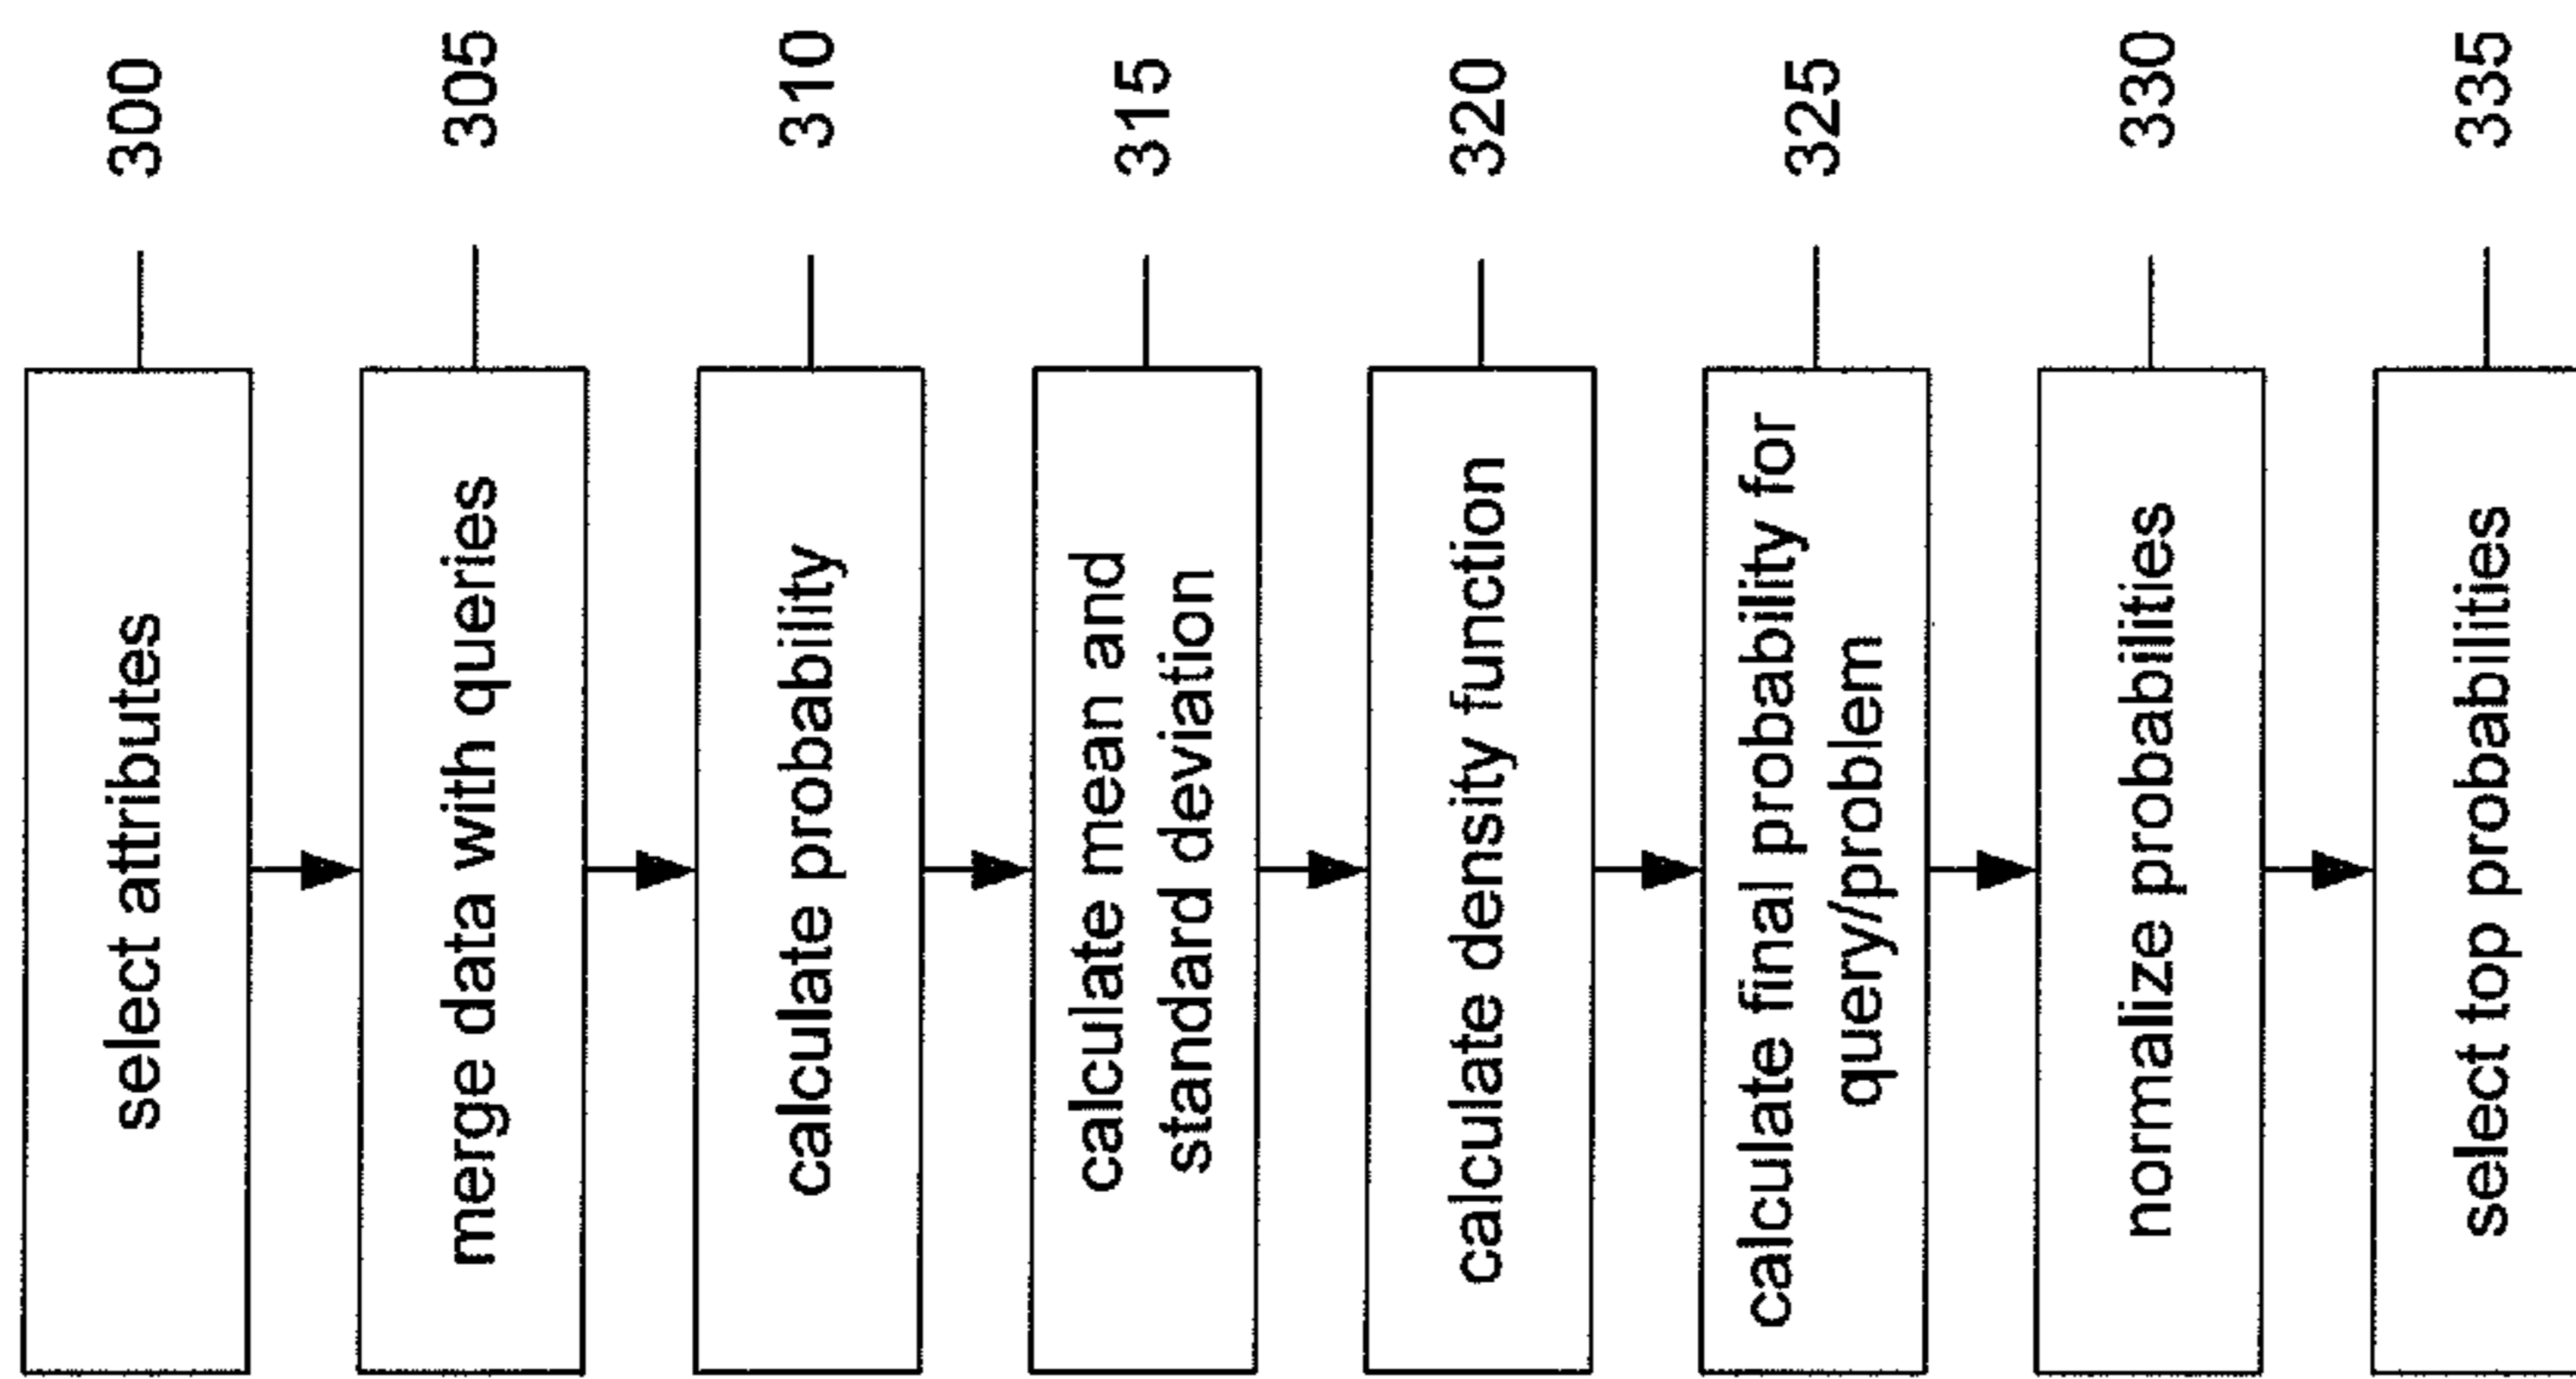 select attributes
300
merge data with queries
305
calculate probability
310
calculate mean and
standard deviation
315
calculate density function
320
calculate final probability for
query/problem
325
normalize probabilities
330
select top probabilities
335